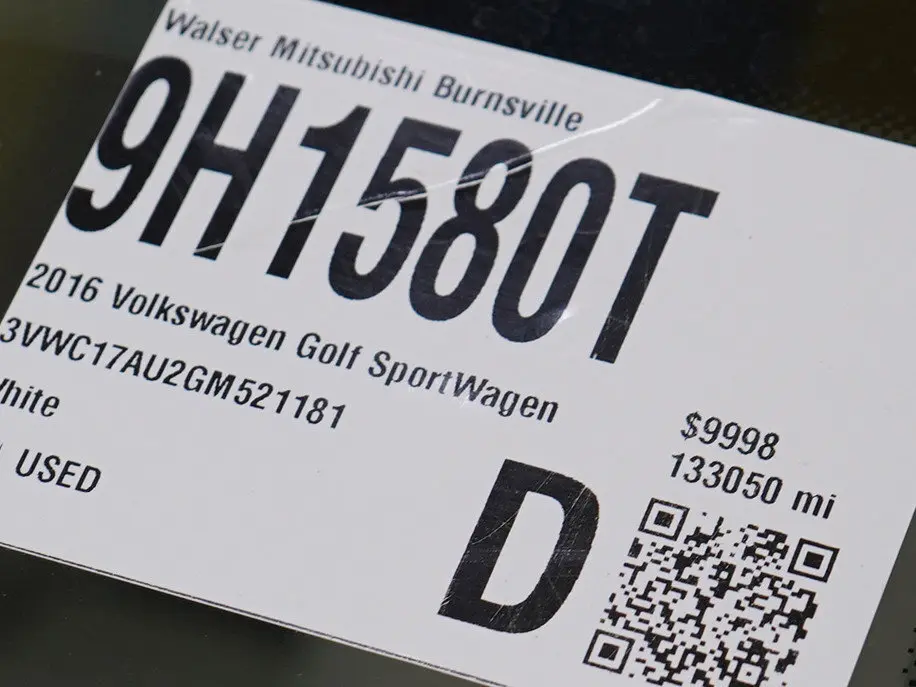 Walser Mitsubishi Burnsville
9H1580T
2016 Volkswagen Golf SportWagen
3VWC17AU2GM521181
hite
USED
$9998
133050 mi
D